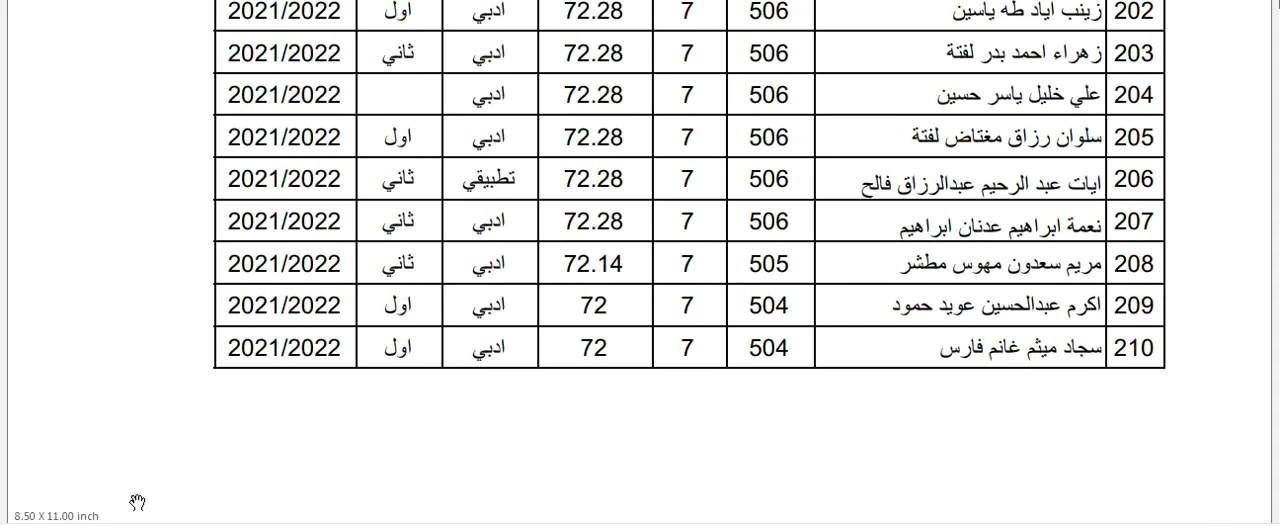 202 زينب اياد طه ياسين 506 7 72.28 ادبي اول 2021/2022
203 زهراء احمد بدر لفتة 506 7 72.28 ادبي ثاني 2021/2022
204 علي خليل ياسر حسين 506 7 72.28 ادبي 2021/2022
205 سلوان رزاق مغتاض لفتة 506 7 72.28 ادبي اول 2021/2022
206 ايات عبد الرحيم عبدالرزاق فالح 506 7 72.28 تطبيقي ثاني 2021/2022
207 نعمة ابراهيم عدنان ابراهيم 506 7 72.28 ادبي ثاني 2021/2022
208 مريم سعدون مهوس مطشر 505 7 72.14 ادبي ثاني 2021/2022
209 اكرم عبدالحسين عويد حمود 504 7 72 ادبي اول 2021/2022
210 سجاد ميثم غانم فارس 504 7 72 ادبي اول 2021/2022
8.50 X 11.00 inch